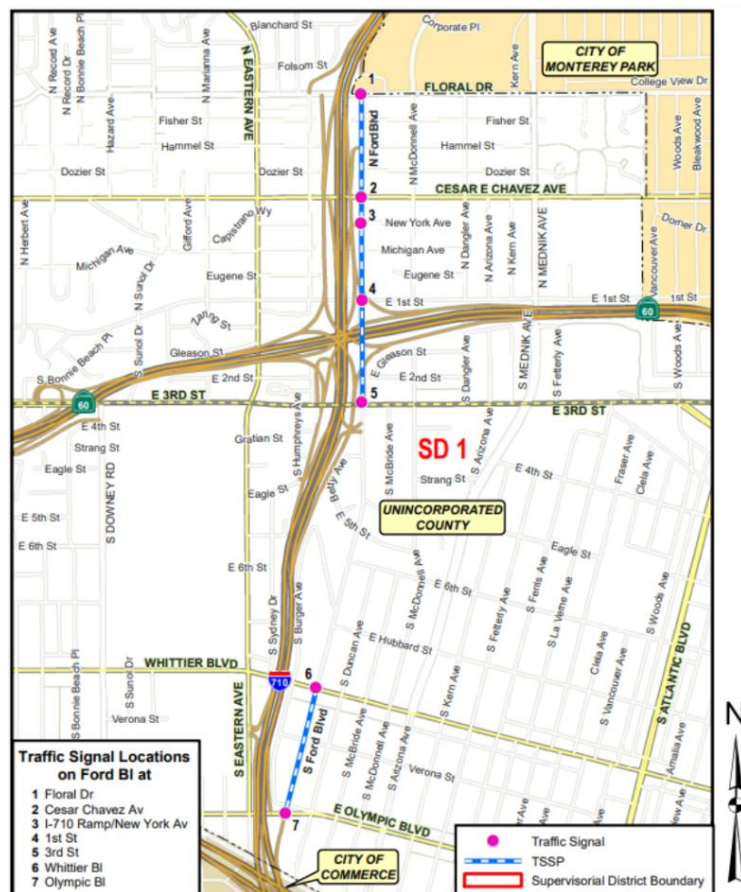 Blanchard St
Corporate Pl
CITY OF
MONTEREY PARK
N Record Ave
N Record Dr
N Bonnie Beach Pl
N Marianna Ave
N EASTERN AVE
Folsom St
Kern Ave
1
FLORAL DR
College View Dr
Hazard Ave
Fisher St
Hammel St
Dozier St
Dozier St
N Ford Blvd
N McDonnell Ave
Fisher St
Hammel St
Dozier St
Woods Ave
Bleakwood Ave
2
CESAR E CHAVEZ AVE
N Herbert Ave
Gifford Ave
Capistrano Wy
3
New York Ave
N Dangler Ave
N Arizona Ave
N Kern Ave
N MEDNIK AVE
Vancouver Ave
Dorner Dr
Michigan Ave
Michigan Ave
N Sunol Dr
Eugene St
Eugene St
4
E 1st St
E 1st St
1st St
60
Zaring St
S Sunol Dr
S Bonnie Beach Pl
Gleason St
E Gleason St
E 2nd St
E 2nd St
S Dangler Ave
S MEDNIK AVE
S Fetterly Ave
S Woods Ave
60
E 3RD ST
5
E 3RD ST
E 4th St
Strang St
Eagle St
S DOWNEY RD
Gratian St
S Humphreys Ave
SD 1
S McBride Ave
Strang St
S Arizona Ave
E 4th St
Fraser Ave
Clela Ave
Betty Ave
Eagle St
E 5th St
E 5th St
UNINCORPORATED
COUNTY
E 6th St
Eagle St
E 6th St
S McDonnell Ave
E 6th St
S Ferris Ave
S La Verne Ave
S Woods Ave
S Sydney Dr
S Burger Ave
S Duncan Ave
E Hubbard St
S Fetterly Ave
S ATLANTIC BLVD
Clela Ave
S Vancouver Ave
WHITTIER BLVD
710
6
S Kern Ave
S Bonnie Beach Pl
S Sunol Dr
Verona St
S EASTERN AVE
S Ford Blvd
S McBride Ave
S McDonnell Ave
S Arizona Ave
Verona St
Amalia Ave
N
7
E OLYMPIC BLVD
CITY OF
COMMERCE
Traffic Signal Locations
on Ford Bl at
1 Floral Dr
2 Cesar Chavez Av
3 I-710 Ramp/New York Av
4 1st St
5 3rd St
6 Whittier Bl
7 Olympic Bl
Traffic Signal
TSSP
Supervisorial District Boundary